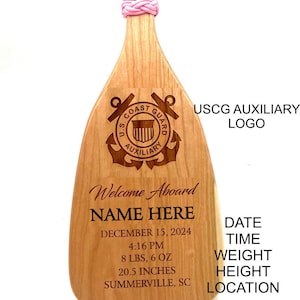 U.S. COAST GUARD
AUXILIARY
USCG AUXILIARY
LOGO
Welcome Aboard
NAME HERE
DECEMBER 15, 2024
4:16 PM
8 LBS, 6 OZ
20.5 INCHES
SUMMERVILLE, SC
DATE
TIME
WEIGHT
HEIGHT
LOCATION